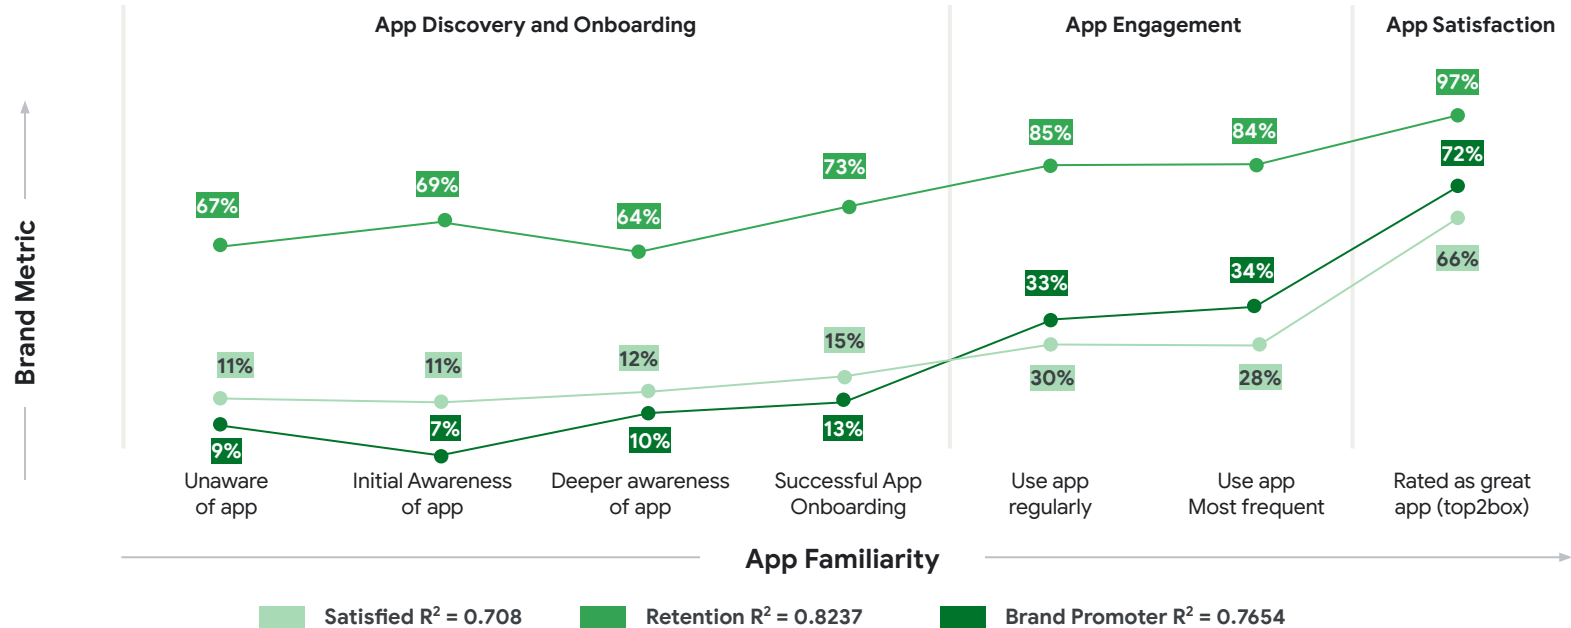 App Discovery and Onboarding
App Engagement
App Satisfaction
Brand Metric
67%
69%
64%
73%
85%
84%
97%
11%
11%
12%
15%
30%
28%
66%
9%
7%
10%
13%
33%
34%
72%
Unaware
of app
Initial Awareness
of app
Deeper awareness
of app
Successful App
Onboarding
Use app
regularly
Use app
Most frequent
Rated as great
app (top2box)
App Familiarity
Satisfied R² = 0.708
Retention R² = 0.8237
Brand Promoter R² = 0.7654